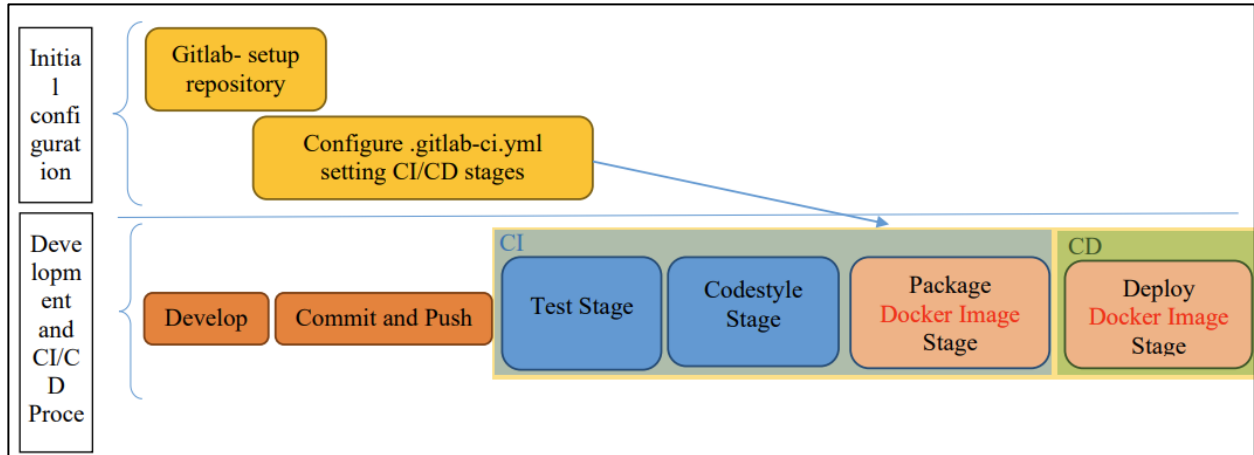 Initia
l
confi
gurat
ion
Gitlab- setup
repository
Configure .gitlab-ci.yml
setting CI/CD stages
Deve
lopm
ent
and
CI/C
D
Proce
Develop
Commit and Push
CI
Test Stage
Codestyle
Stage
Package
Docker Image
Stage
CD
Deploy
Docker Image
Stage